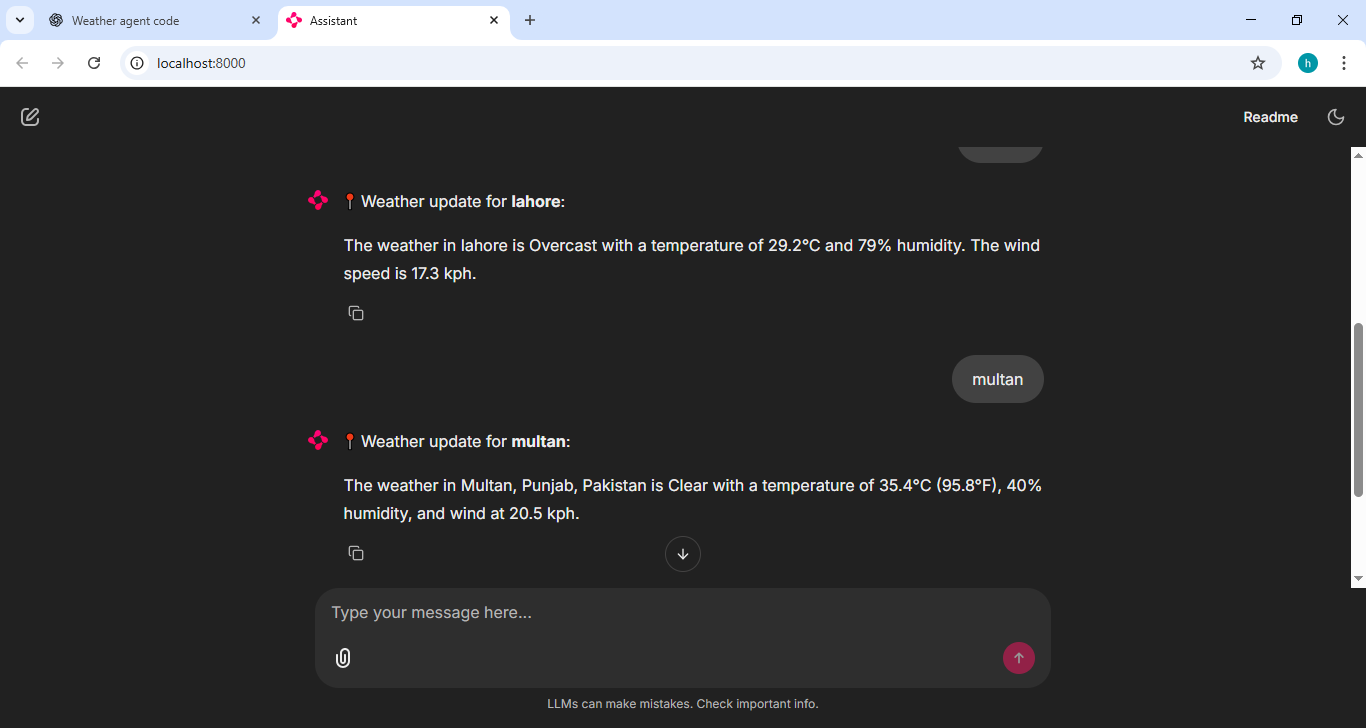 Weather agent code
Assistant
localhost:8000
h
Readme
Weather update for lahore:
The weather in lahore is Overcast with a temperature of 29.2°C and 79% humidity. The wind
speed is 17.3 kph.
multan
Weather update for multan:
The weather in Multan, Punjab, Pakistan is Clear with a temperature of 35.4°C (95.8°F), 40%
humidity, and wind at 20.5 kph.
Type your message here...
LLMs can make mistakes. Check important info.